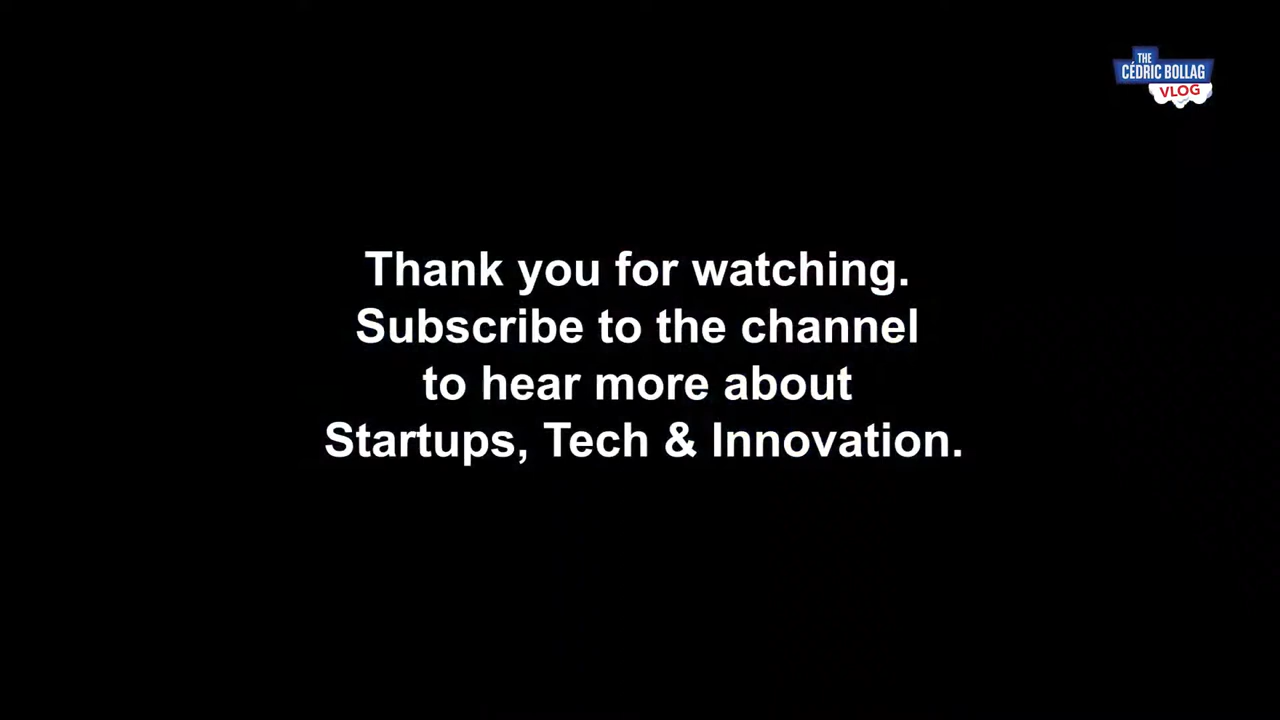 THE
CÉDRIC BOLLAG
VLOG
Thank you for watching.
Subscribe to the channel
to hear more about
Startups, Tech & Innovation.